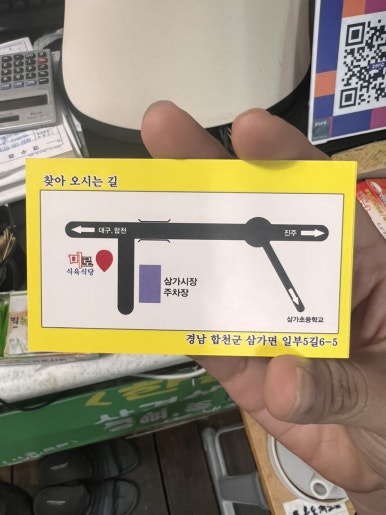 찾아 오시는 길
대구.합천
진주
미로
식육식당
삼가시장
주차장
삼가초등학교
경남 합천군 삼가면 일부5길6-5